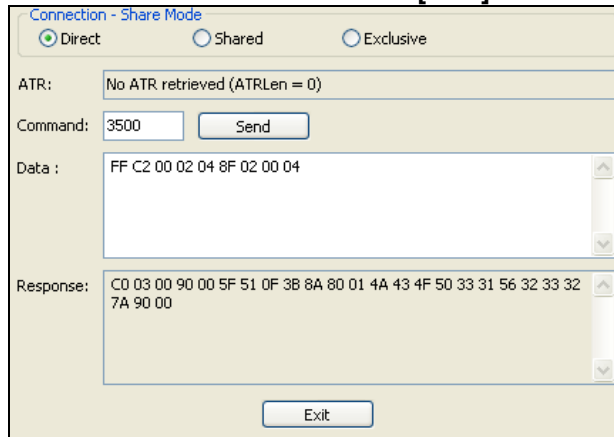 Connection - Share Mode
Direct Shared Exclusive
ATR: No ATR retrieved (ATRLen = 0)
Command: 3500 Send
Data : FF C2 00 02 04 8F 02 00 04
Response: C0 03 00 90 00 5F 51 0F 3B 8A 80 01 4A 43 4F 50 33 31 56 32 33 32
7A 90 00
Exit